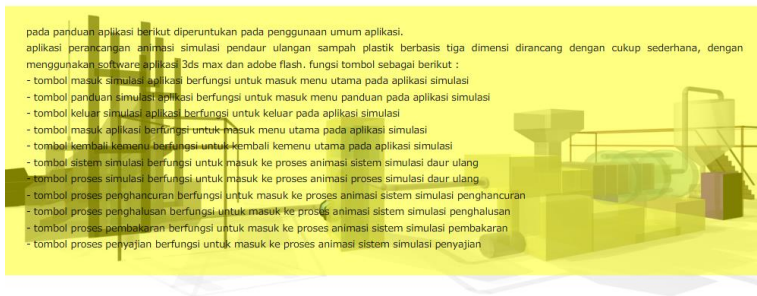 pada panduan aplikasi berikut diperuntukan pada penggunaan umum aplikasi.
aplikasi perancangan animasi simulasi pendaur ulangan sampah plastik berbasis tiga dimensi dirancang dengan cukup sederhana, dengan
menggunakan software aplikasi 3ds max dan adobe flash. fungsi tombol sebagai berikut :
- tombol masuk simulasi aplikasi berfungsi untuk masuk menu utama pada aplikasi simulasi
- tombol panduan simulasi aplikasi berfungsi untuk masuk menu panduan pada aplikasi simulasi
- tombol keluar simulasi aplikasi berfungsi untuk keluar pada aplikasi simulasi
- tombol masuk aplikasi berfungsi untuk masuk menu utama pada aplikasi simulasi
- tombol kembali kemenu berfungsi untuk kembali kemenu utama pada aplikasi simulasi
- tombol sistem simulasi berfungsi untuk masuk ke proses animasi sistem simulasi daur ulang
- tombol proses simulasi berfungsi untuk masuk ke proses animasi sistem simulasi daur ulang
- tombol proses penghancuran berfungsi untuk masuk ke proses animasi sistem simulasi penghancuran
- tombol proses penghalusan berfungsi untuk masuk ke proses animasi sistem simulasi penghalusan
- tombol proses pembakaran berfungsi untuk masuk ke proses animasi sistem simulasi pembakaran
- tombol proses penyajian berfungsi untuk masuk ke proses animasi sistem simulasi penyajian